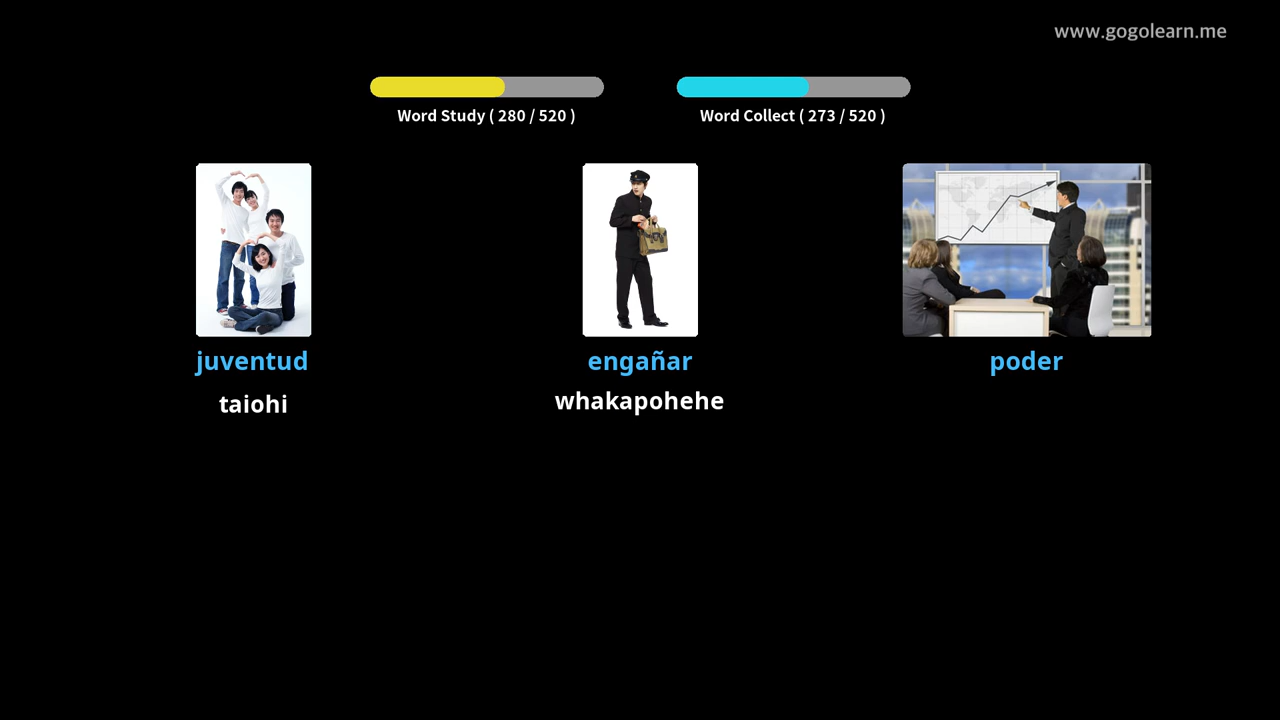 www.gogolearn.me
Word Study ( 280 / 520 )
Word Collect ( 273 / 520 )
juventud
engañar
poder
taiohi
whakapohehe